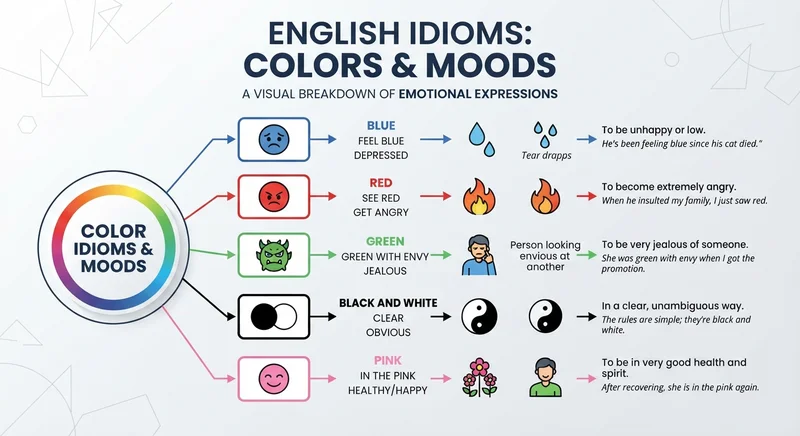 ENGLISH IDIOMS:
COLORS & MOODS
A VISUAL BREAKDOWN OF EMOTIONAL EXPRESSIONS
COLOR
IDIOMS &
MOODS
BLUE
FEEL BLUE
DEPRESSED
Tear drapps
To be unhappy or low.
He's been feeling blue since his cat died."
RED
SEE RED
GET ANGRY
To become extremely angry.
When he insulted my family, I just saw red.
GREEN
GREEN WITH ENVY
JEALOUS
Person looking
envious at
another
To be very jealous of someone.
She was green with envy when I got the
promotion.
BLACK AND WHITE
CLEAR
OBVIOUS
In a clear, unambiguous way.
The rules are simple; they're black and
white.
PINK
IN THE PINK
HEALTHY/HAPPY
To be in very good health and
spirit.
After recovering, she is in the pink again.